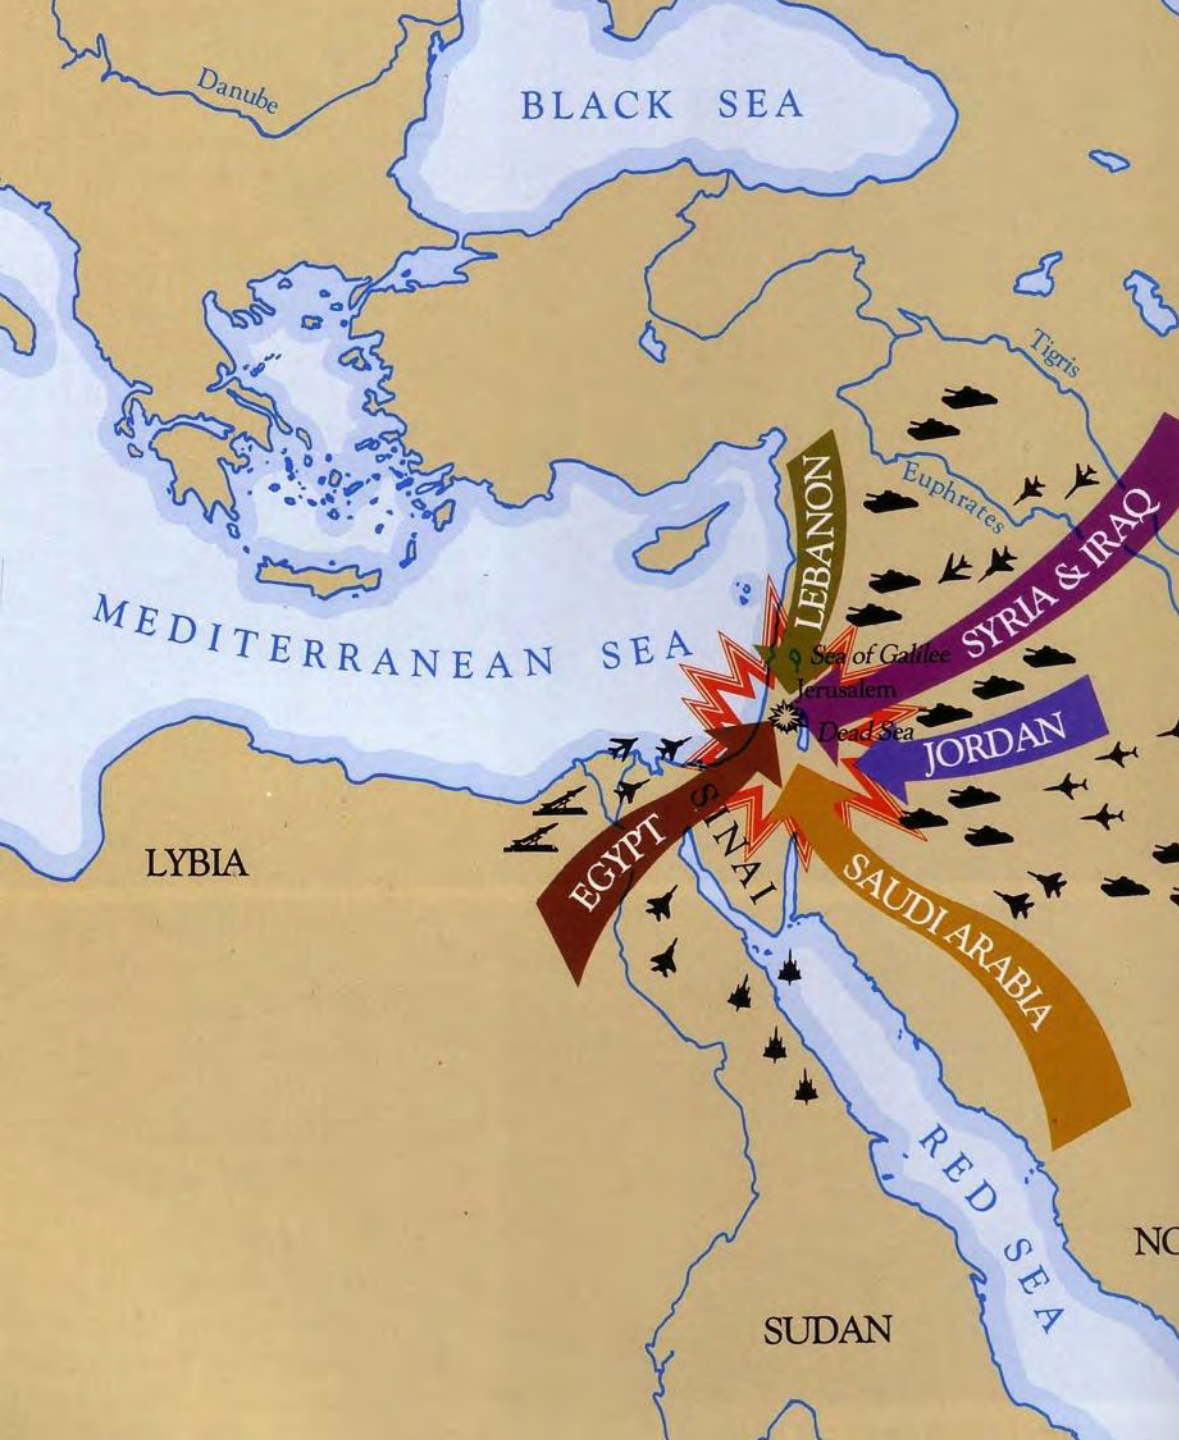 Danube
BLACK SEA
Tigris
Euphrates
LEBANON
SYRIA & IRAQ
MEDITERRANEAN SEA
Sea of Galilee
Jerusalem
Dead Sea
JORDAN
SINAI
EGYPT
LYBIA
SAUDI ARABIA
RED SEA
NO
SUDAN